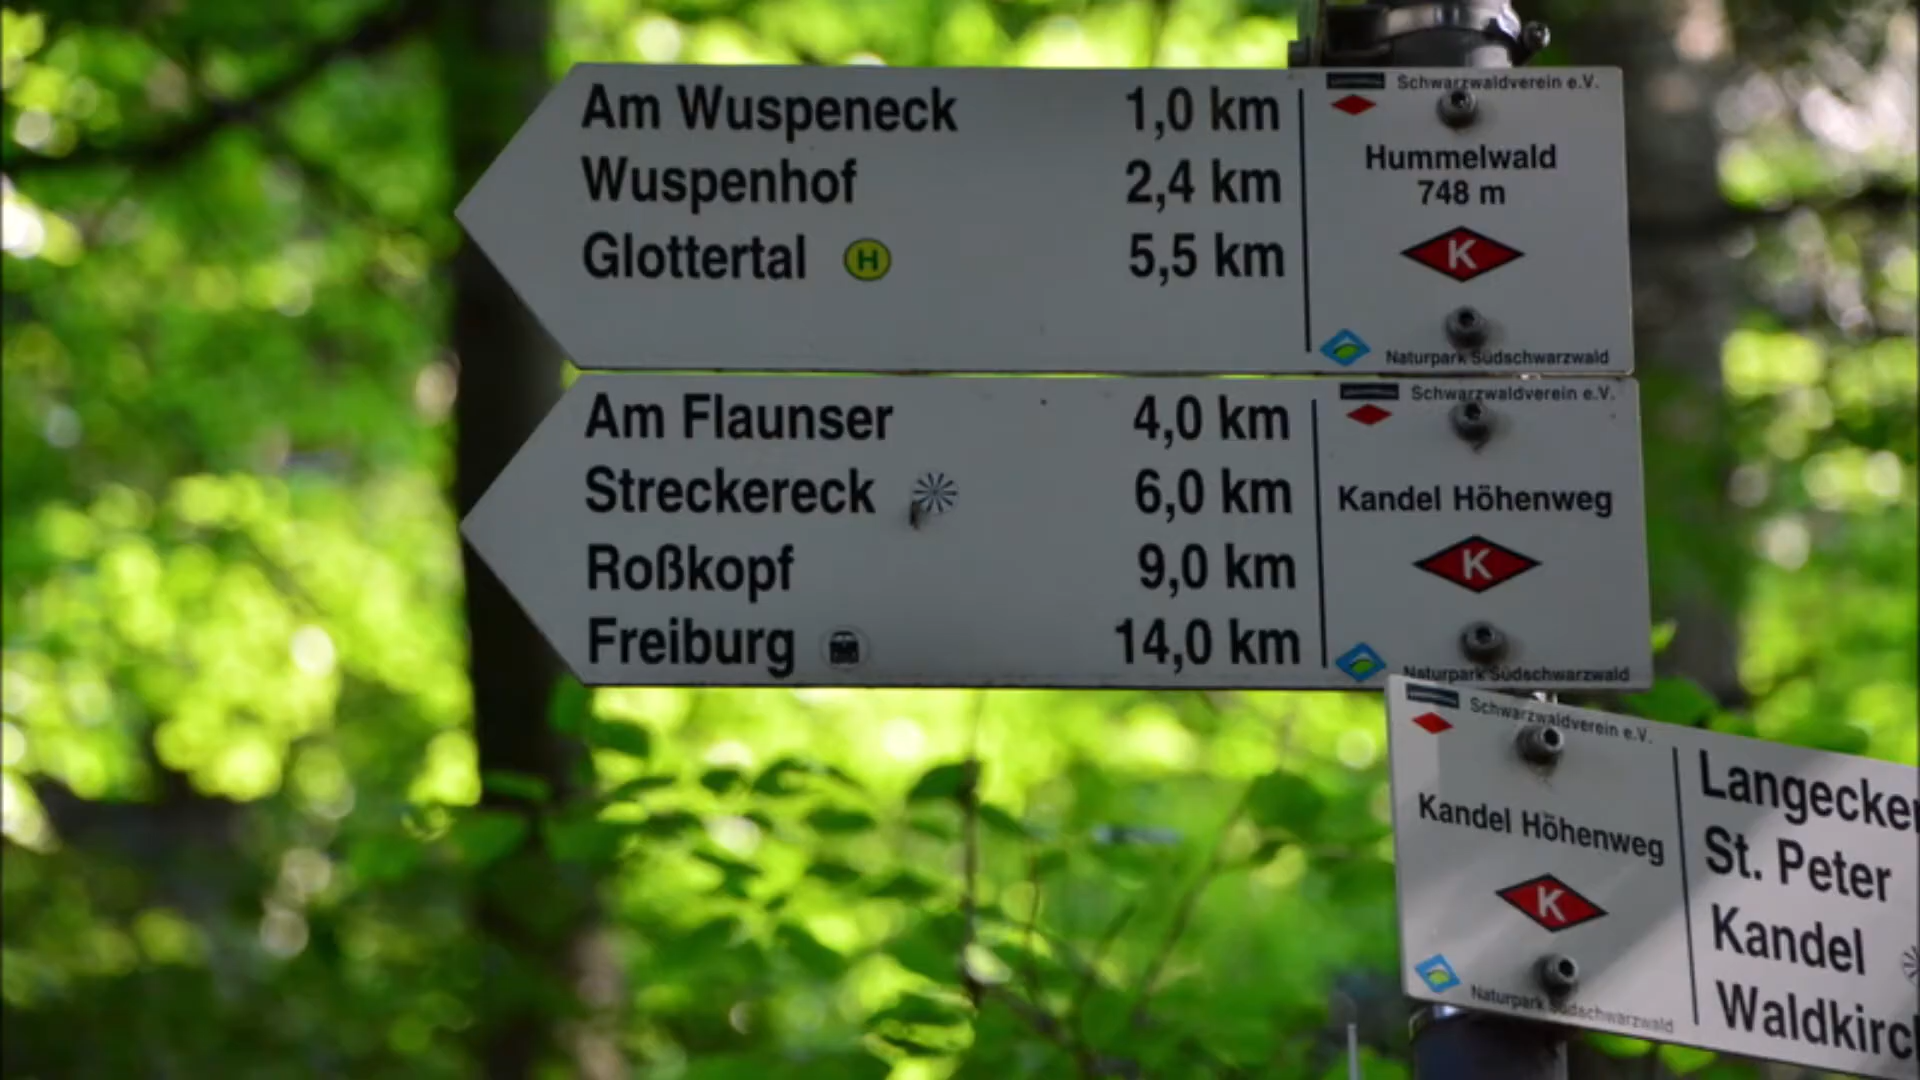 Schwarzwaldverein e.V.
Am Wuspeneck 1,0 km
Wuspenhof 2,4 km
Glottertal H 5,5 km
Hummelwald
748 m
K
Naturpark Südschwarzwald
Schwarzwaldverein e.V.
Am Flaunser 4,0 km
Streckereck 6,0 km
Roßkopf 9,0 km
Freiburg 14,0 km
Kandel Höhenweg
K
Naturpark Südschwarzwald
Schwarzwaldverein e.V.
Kandel Höhenweg
K
Naturpark Südschwarzwald
Langecker
St. Peter
Kandel
Waldkirc